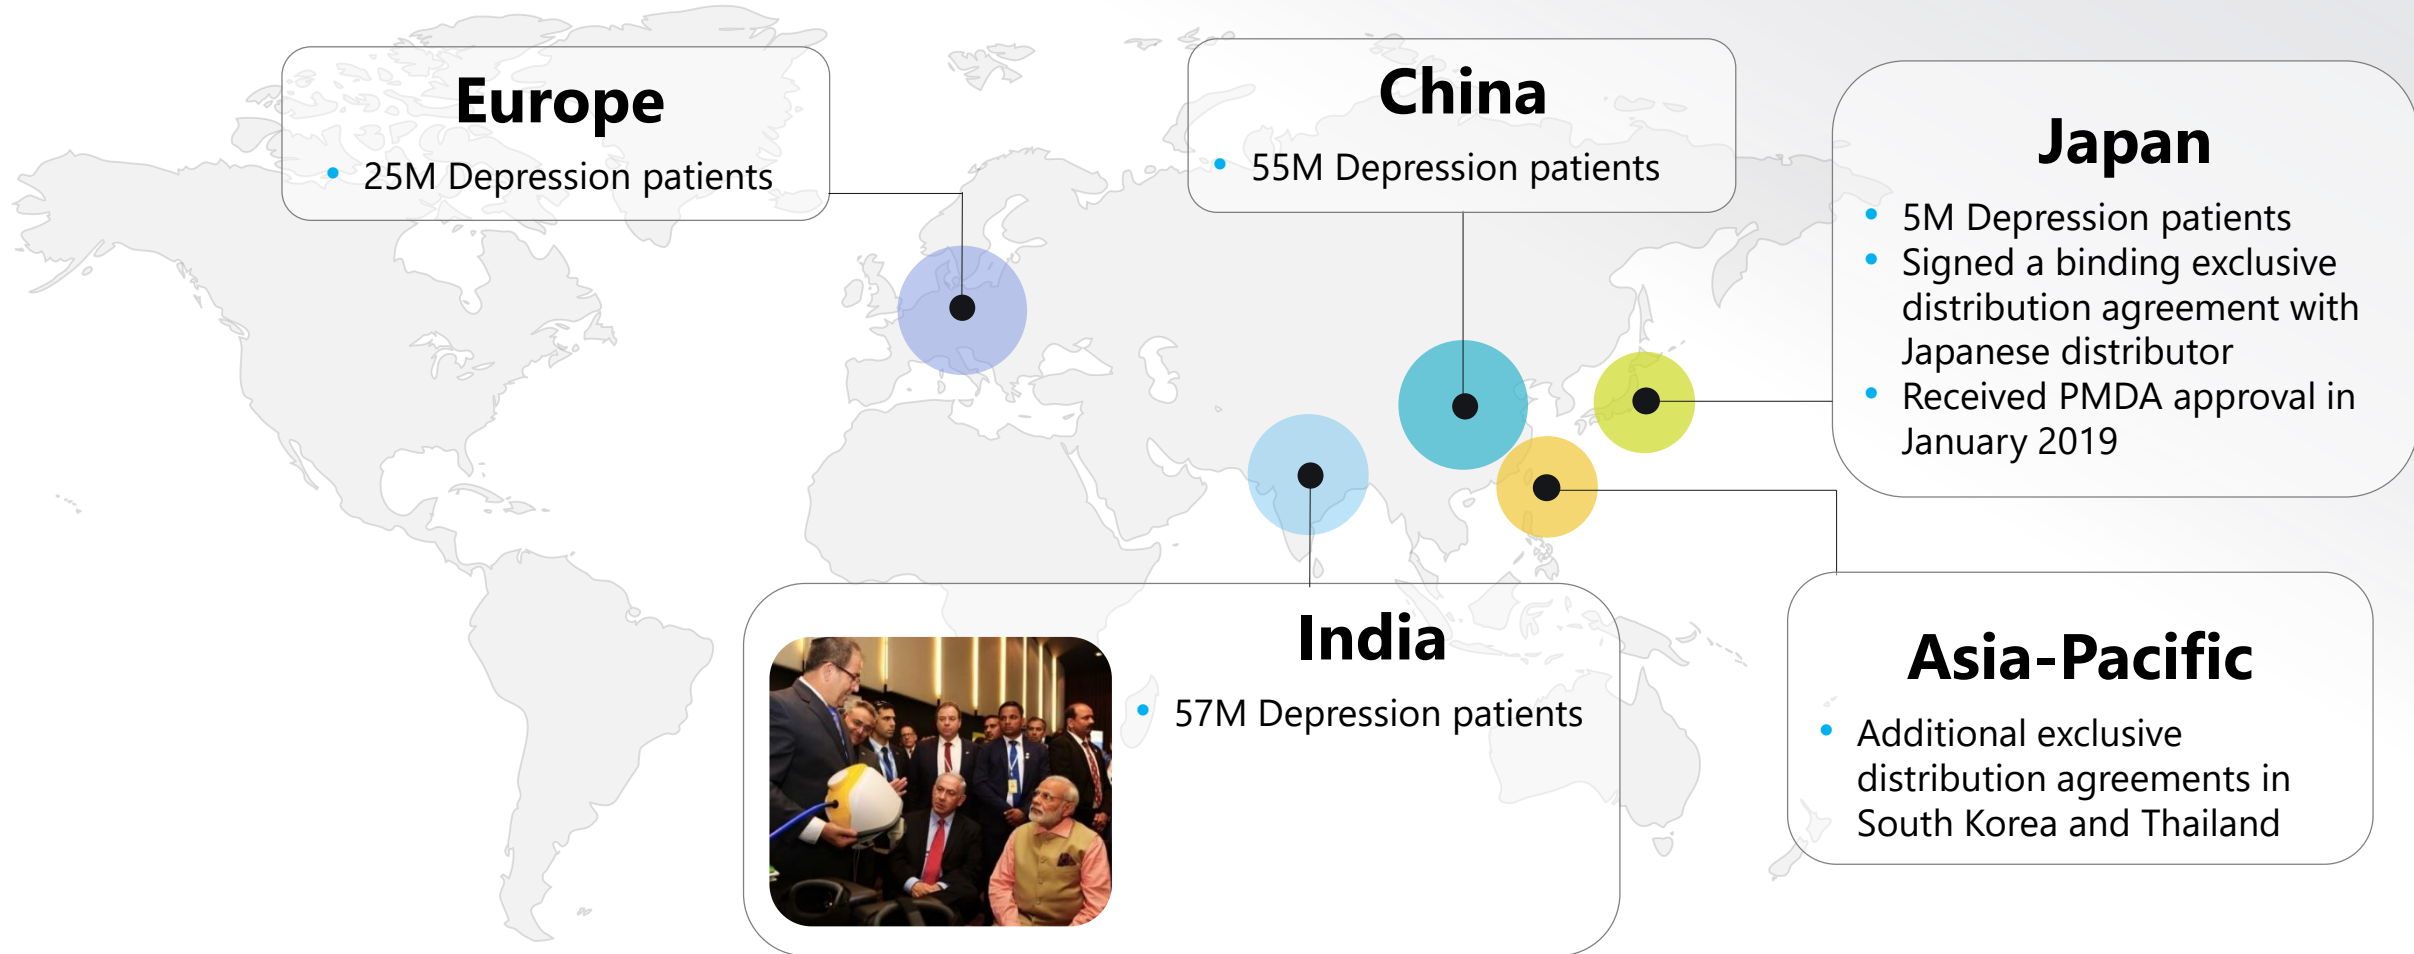 Europe
• 25M Depression patients
China
• 55M Depression patients
Japan
• 5M Depression patients
• Signed a binding exclusive
distribution agreement with
Japanese distributor
• Received PMDA approval in
January 2019
India
• 57M Depression patients
Asia-Pacific
• Additional exclusive
distribution agreements in
South Korea and Thailand